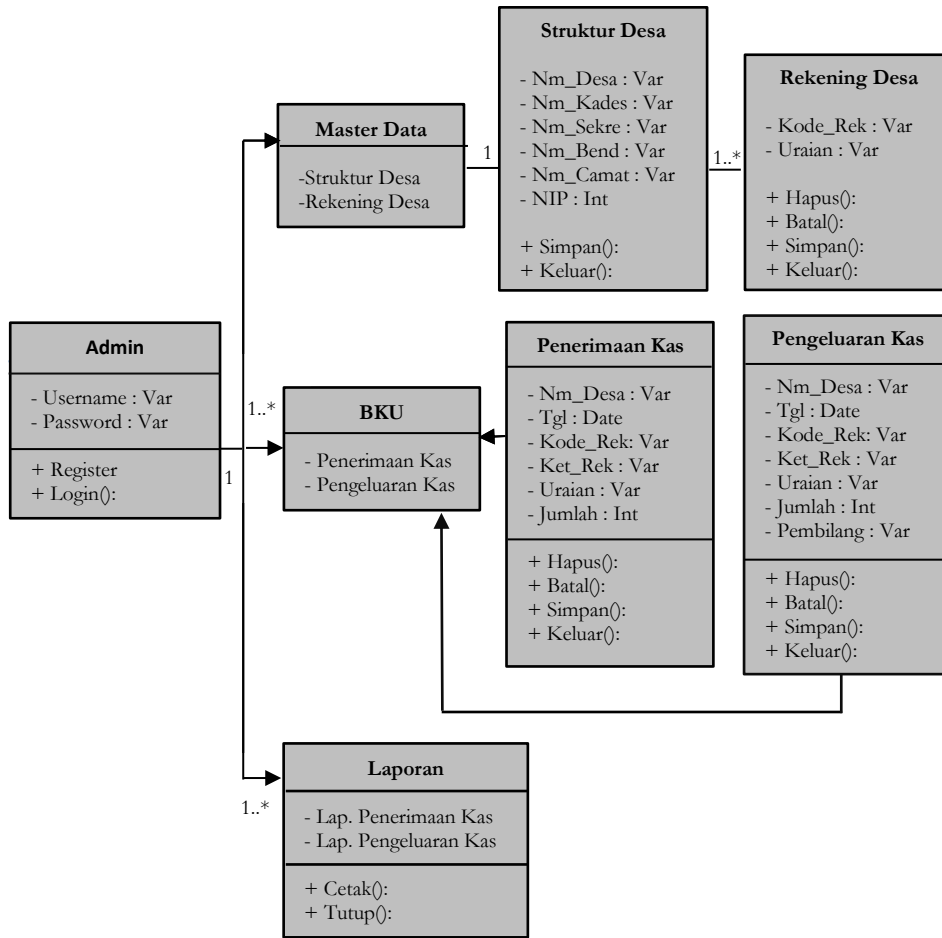 Struktur Desa
- Nm_Desa : Var
- Nm_Kades : Var
- Nm_Sekre : Var
- Nm_Bend : Var
- Nm_Camat : Var
- NIP : Int
+ Simpan():
+ Keluar():
Rekening Desa
- Kode_Rek : Var
- Uraian : Var
+ Hapus():
+ Batal():
+ Simpan():
+ Keluar():
Master Data
-Struktur Desa
-Rekening Desa
1
1..*
Admin
- Username : Var
- Password : Var
+ Register
+ Login():
1
1..*
BKU
- Penerimaan Kas
- Pengeluaran Kas
Penerimaan Kas
- Nm_Desa : Var
- Tgl : Date
- Kode_Rek: Var
- Ket_Rek : Var
- Uraian : Var
- Jumlah : Int
+ Hapus():
+ Batal():
+ Simpan():
+ Keluar():
Pengeluaran Kas
- Nm_Desa : Var
- Tgl : Date
- Kode_Rek: Var
- Ket_Rek : Var
- Uraian : Var
- Jumlah : Int
- Pembilang : Var
+ Hapus():
+ Batal():
+ Simpan():
+ Keluar():
1..*
Laporan
- Lap. Penerimaan Kas
- Lap. Pengeluaran Kas
+ Cetak():
+ Tutup():